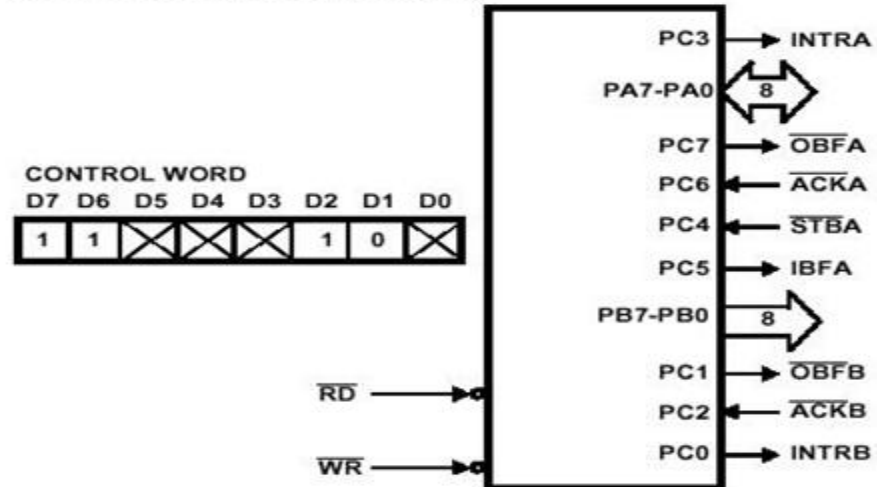 PC3 INTRA
PA7-PA0 8
PC7 OBFA
CONTROL WORD
PC6 ACKA
D7 D6 D5 D4 D3 D2 D1 D0
PC4 STBA
1 1 1 0
PC5 IBFA
PB7-PB0 8
PC1 OBFB
RD
PC2 ACKB
PC0 INTRB
WR